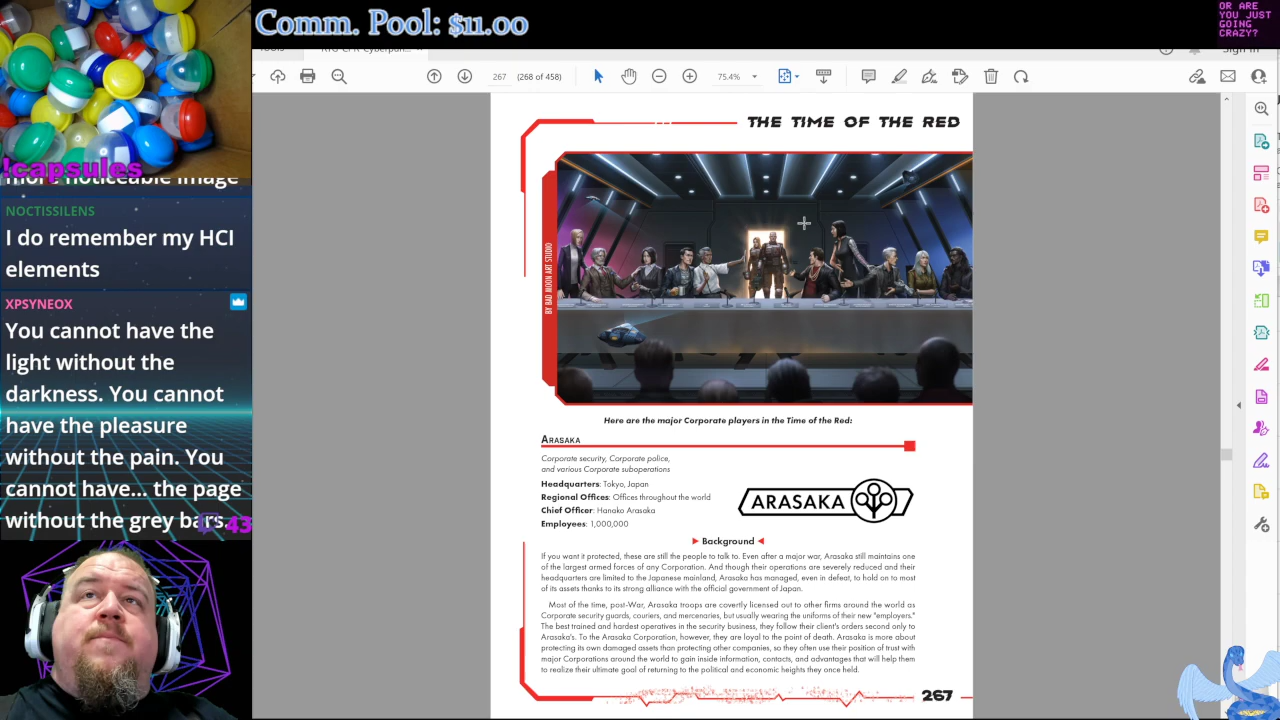 Comm. Pool: $11.00
OR ARE
YOU JUST
GOING
CRAZY?
267 (268 of 458)
75.4%
!capsules
NOCTISSILENS
I do remember my HCI
elements
XPSYNEOX
You cannot have the
light without the
darkness. You cannot
have the pleasure
without the pain. You
cannot have... the page
without the grey bars.
43
THE TIME OF THE RED
BY BAD MOON ART STUDIO
Here are the major Corporate players in the Time of the Red:
ARASAKA
Corporate security, Corporate police,
and various Corporate suboperations
Headquarters: Tokyo, Japan
Regional Offices: Offices throughout the world
Chief Officer: Hanako Arasaka
Employees: 1,000,000
ARASAKA
Background
If you want it protected, these are still the people to talk to. Even after a major war, Arasaka still maintains one
of the largest armed forces of any Corporation. And though their operations are severely reduced and their
headquarters are limited to the Japanese mainland, Arasaka has managed, even in defeat, to hold on to most
of its assets thanks to its strong alliance with the official government of Japan.
Most of the time, post-War, Arasaka troops are covertly licensed out to other firms around the world as
Corporate security guards, couriers, and mercenaries, but usually wearing the uniforms of their new "employers."
The best trained and hardest operatives in the security business, they follow their client's orders second only to
Arasaka's. To the Arasaka Corporation, however, they are loyal to the point of death. Arasaka is more about
protecting its own damaged assets than protecting other companies, so they often use their position of trust with
major Corporations around the world to gain inside information, contacts, and advantages that will help them
to realize their ultimate goal of returning to the political and economic heights they once held.
267